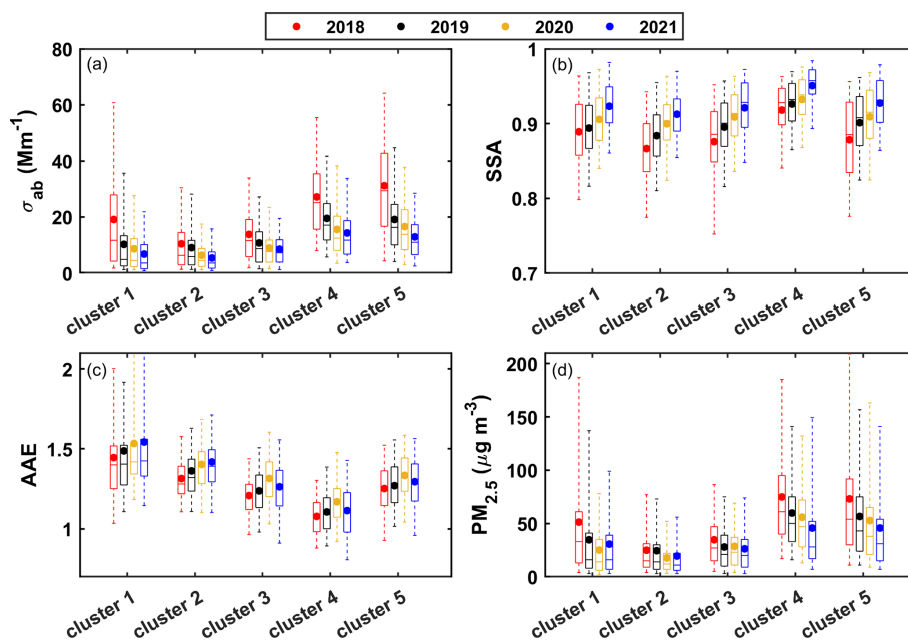 2018 2019 2020 2021
(a)
σab (Mm-1)
80
60
40
20
0
cluster 1 cluster 2 cluster 3 cluster 4 cluster 5
(b)
SSA
1
0.9
0.8
0.7
cluster 1 cluster 2 cluster 3 cluster 4 cluster 5
(c)
AAE
2
1.5
1
cluster 1 cluster 2 cluster 3 cluster 4 cluster 5
(d)
PM2.5 (μg m-3)
200
150
100
50
0
cluster 1 cluster 2 cluster 3 cluster 4 cluster 5